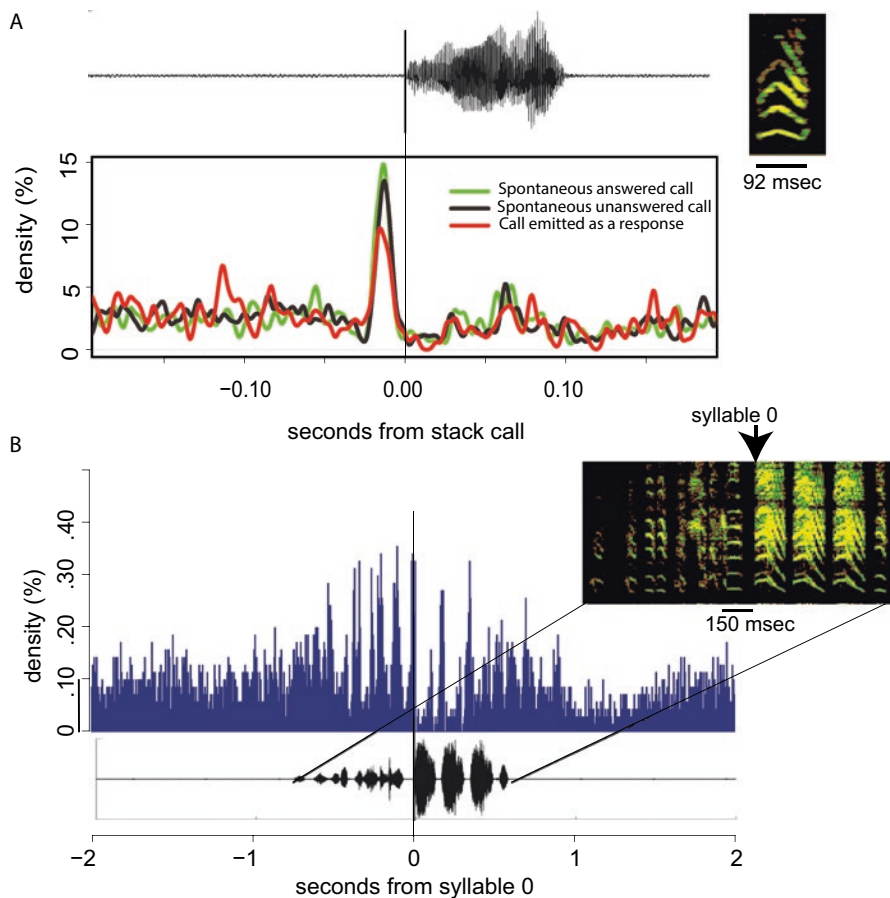 A
92 msec
density (%)
15
10
5
0
Spontaneous answered call
Spontaneous unanswered call
Call emitted as a response
−0.10
0.00
0.10
seconds from stack call
B
syllable 0
150 msec
density (%)
.40
.30
.20
.10
0
−2
−1
0
1
2
seconds from syllable 0